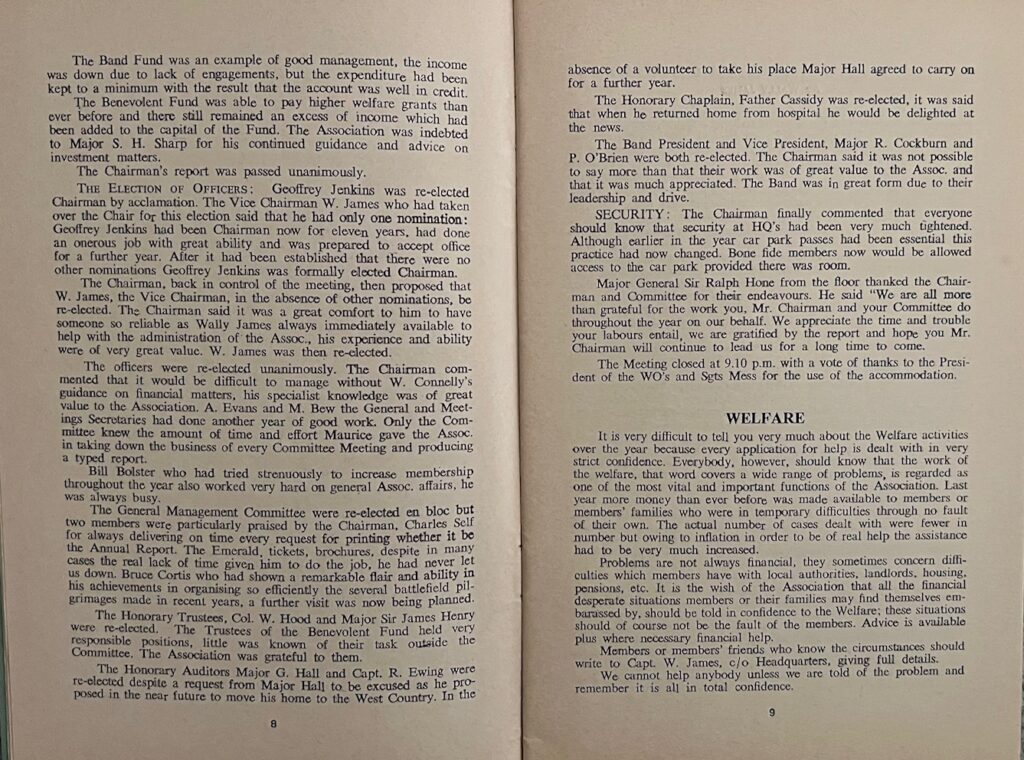 The Band Fund was an example of good management, the income
was down due to lack of engagements, but the expenditure had been
kept to a minimum with the result that the account was well in credit.
The Benevolent Fund was able to pay higher welfare grants than
ever before and there still remained an excess of income which had
been added to the capital of the Fund. The Association was indebted
to Major S. H. Sharp for his continued guidance and advice on
investment matters.
The Chairman's report was passed unanimously.
THE ELECTION OF OFFICERS: Geoffrey Jenkins was re-elected
Chairman by acclamation. The Vice Chairman W. James who had taken
over the Chair for this election said that he had only one nomination:
Geoffrey Jenkins had been Chairman now for eleven years, had done
an onerous job with great ability and was prepared to accept office
for a further year. After it had been established that there were no
other nominations Geoffrey Jenkins was formally elected Chairman.
The Chairman, back in control of the meeting, then proposed that
W. James, the Vice Chairman, in the absence of other nominations, be
re-elected. The Chairman said it was a great comfort to him to have
someone so reliable as Wally James always immediately available to
help with the administration of the Assoc., his experience and ability
were of very great value. W. James was then re-elected.
The officers were re-elected unanimously. The Chairman com-
mented that it would be difficult to manage without W. Connelly's
guidance on financial matters, his specialist knowledge was of great
value to the Association. A. Evans and M. Bew the General and Meet-
ings Secretaries had done another year of good work. Only the Com-
mittee knew the amount of time and effort Maurice gave the Assoc.
in taking down the business of every Committee Meeting and producing
a typed report.
Bill Bolster who had tried strenuously to increase membership
throughout the year also worked very hard on general Assoc. affairs, he
was always busy.
The General Management Committee were re-elected en bloc but
two members were particularly praised by the Chairman, Charles Self
for always delivering on time every request for printing whether it be
the Annual Report. The Emerald, tickets, brochures, despite in many
cases the real lack of time given him to do the job, he had never let
us down. Bruce Cortis who had shown a remarkable flair and ability in
his achievements in organising so efficiently the several battlefield pil-
grimages made in recent years, a further visit was now being planned.
The Honorary Trustees, Col. W. Hood and Major Sir James Henry
were re-elected. The Trustees of the Benevolent Fund held very
responsible positions, little was known of their task outside the
Committee. The Association was grateful to them.
The Honorary Auditors Major G. Hall and Capt. R. Ewing were
re-elected despite a request from Major Hall to be excused as he pro-
posed in the near future to move his home to the West Country. In the
8
absence of a volunteer to take his place Major Hall agreed to carry on
for a further year.
The Honorary Chaplain, Father Cassidy was re-elected, it was said
that when he returned home from hospital he would be delighted at
the news.
The Band President and Vice President, Major R. Cockburn and
P. O'Brien were both re-elected. The Chairman said it was not possible
to say more than that their work was of great value to the Assoc. and
that it was much appreciated. The Band was in great form due to their
leadership and drive.
SECURITY: The Chairman finally commented that everyone
should know that security at HQ's had been very much tightened.
Although earlier in the year car park passes had been essential this
practice had now changed. Bone fide members now would be allowed
access to the car park provided there was room.
Major General Sir Ralph Hone from the floor thanked the Chair-
man and Committee for their endeavours. He said "We are all more
than grateful for the work you, Mr. Chairman and your Committee do
throughout the year on our behalf. We appreciate the time and trouble
your labours entail, we are gratified by the report and hope you Mr.
Chairman will continue to lead us for a long time to come.
The Meeting closed at 9.10 p.m. with a vote of thanks to the Presi-
dent of the WO's and Sgts Mess for the use of the accommodation.
WELFARE
It is very difficult to tell you very much about the Welfare activities
over the year because every application for help is dealt with in very
strict confidence. Everybody, however, should know that the work of
the welfare, that word covers a wide range of problems, is regarded as
one of the most vital and important functions of the Association. Last
year more money than ever before was made available to members or
members' families who were in temporary difficulties through no fault
of their own. The actual number of cases dealt with were fewer in
number but owing to inflation in order to be of real help the assistance
had to be very much increased.
Problems are not always financial, they sometimes concern diffi-
culties which members have with local authorities, landlords, housing,
pensions, etc. It is the wish of the Association that all the financial
desperate situations members or their families may find themselves em-
barassed by, should be told in confidence to the Welfare; these situations
should of course not be the fault of the members. Advice is available
plus where necessary financial help.
Members or members' friends who know the circumstances should
write to Capt. W. James, c/o Headquarters, giving full details.
We cannot help anybody unless we are told of the problem and
remember it is all in total confidence.
9